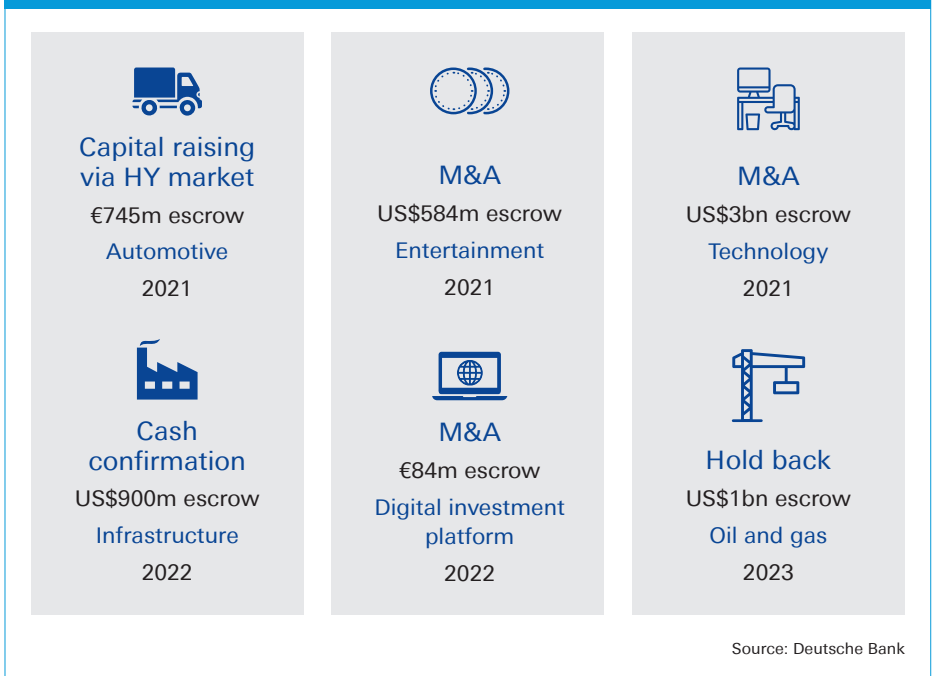 Capital raising
via HY market
€745m escrow
Automotive
2021
Cash
confirmation
US$900m escrow
Infrastructure
2022
M&A
US$584m escrow
Entertainment
2021
M&A
€84m escrow
Digital investment
platform
2022
M&A
US$3bn escrow
Technology
2021
Hold back
US$1bn escrow
Oil and gas
2023
Source: Deutsche Bank